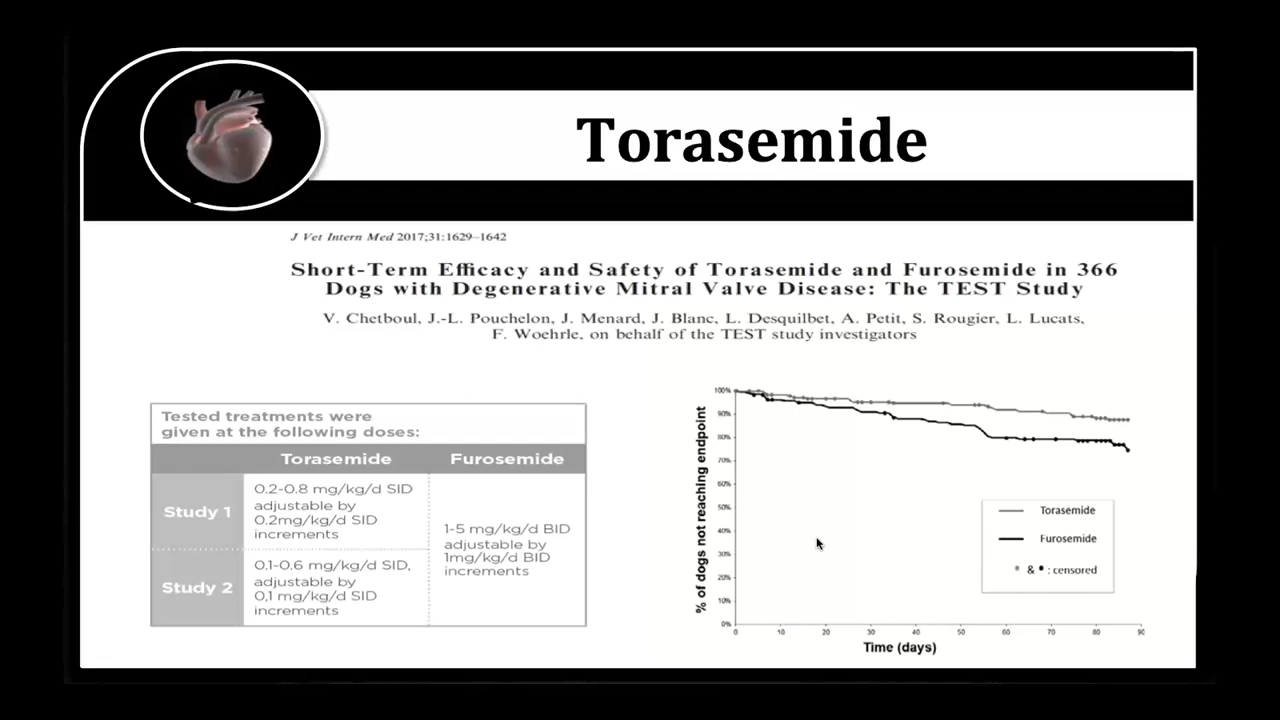 Torasemide
J Vet Intern Med 2017;31:1629–1642
Short-Term Efficacy and Safety of Torasemide and Furosemide in 366
Dogs with Degenerative Mitral Valve Disease: The TEST Study
V. Chetboul, J.-L. Pouchelon, J. Menard, J. Blanc, L. Desquilbet, A. Petit, S. Rougier, L. Lucats,
F. Woehrle, on behalf of the TEST study investigators
Tested treatments were
given at the following doses:
Torasemide Furosemide
Study 1
0.2-0.8 mg/kg/d SID
adjustable by
0.2mg/kg/d SID
increments
1-5 mg/kg/d BID
adjustable by
1mg/kg/d BID
increments
Study 2
0.1-0.6 mg/kg/d SID,
adjustable by
0,1 mg/kg/d SID
increments
% of dogs not reaching endpoint
100%
90%
80%
70%
60%
50%
40%
30%
20%
10%
0%
0 10 20 30 40 50 60 70 80 90
Time (days)
Torasemide
Furosemide
& : censored